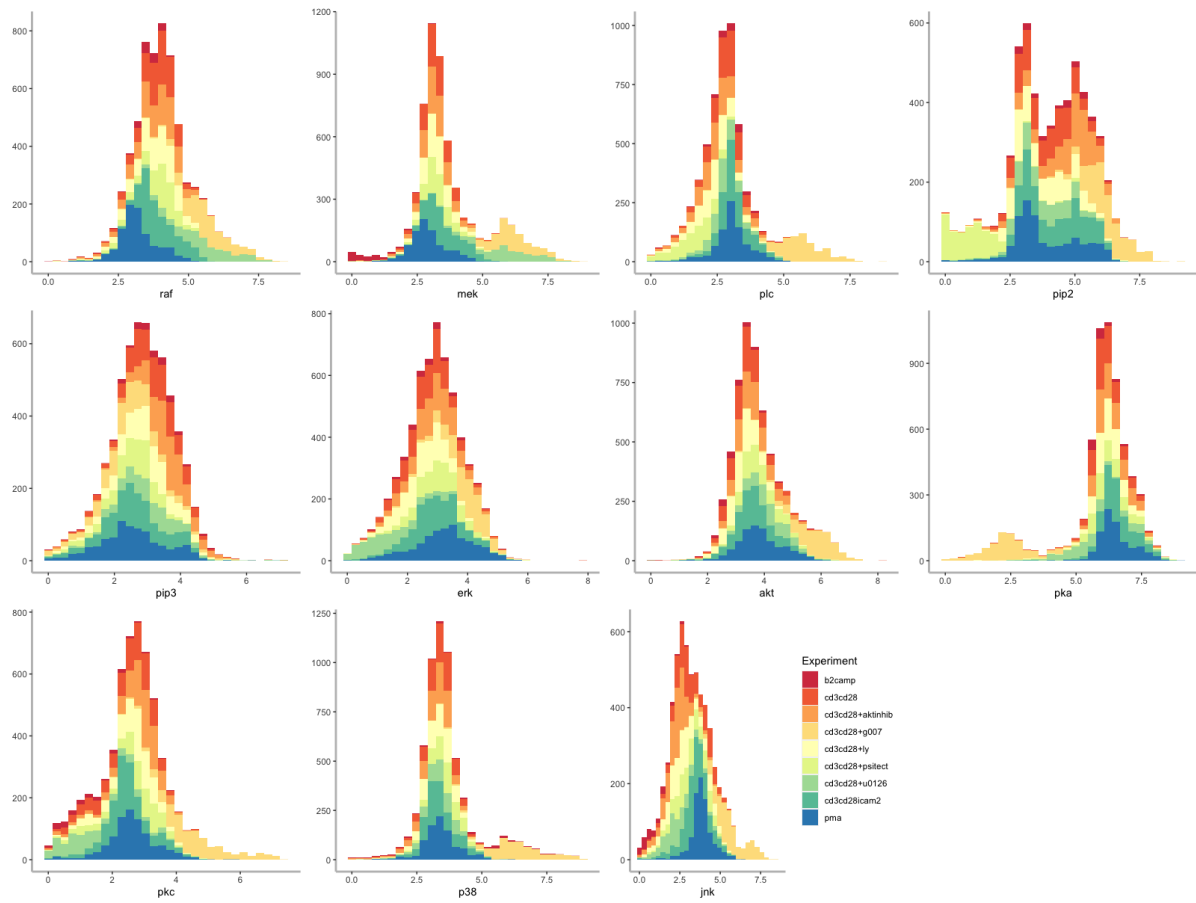 800
600
400
200
0
0.0 2.5 5.0 7.5
raf
1200
900
600
300
0
0.0 2.5 5.0 7.5
mek
1000
750
500
250
0
0.0 2.5 5.0 7.5
plc
600
400
200
0
0.0 2.5 5.0 7.5
pip2
600
400
200
0
0 2 4 6
pip3
800
600
400
200
0
0 2 4 6 8
erk
1000
750
500
250
0
0 2 4 6 8
akt
900
600
300
0
0.0 2.5 5.0 7.5
pka
800
600
400
200
0
0 2 4 6
pkc
1250
1000
750
500
250
0
0.0 2.5 5.0 7.5
p38
600
400
200
0
0.0 2.5 5.0 7.5
jnk
Experiment
b2camp
cd3cd28
cd3cd28+aktinhib
cd3cd28+g007
cd3cd28+ly
cd3cd28+psitect
cd3cd28+u0126
cd3cd28icam2
pma